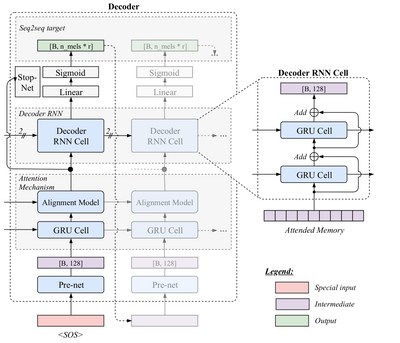 Decoder
Seq2seq target
[B, n_mels * r]
[B, n_mels * r]
Stop-
Net
Sigmoid
Sigmoid
Linear
Linear
Decoder RNN
2
Decoder
RNN Cell
2
Decoder
RNN Cell
...
Attention
Mechanism
Alignment Model
Alignment Model
...
GRU Cell
GRU Cell
...
[B, 128]
[B, 128]
Pre-net
Pre-net
<SOS>
Decoder RNN Cell
[B, 128]
Add
GRU Cell
Add
GRU Cell
Attended Memory
Legend:
Special input
Intermediate
Output